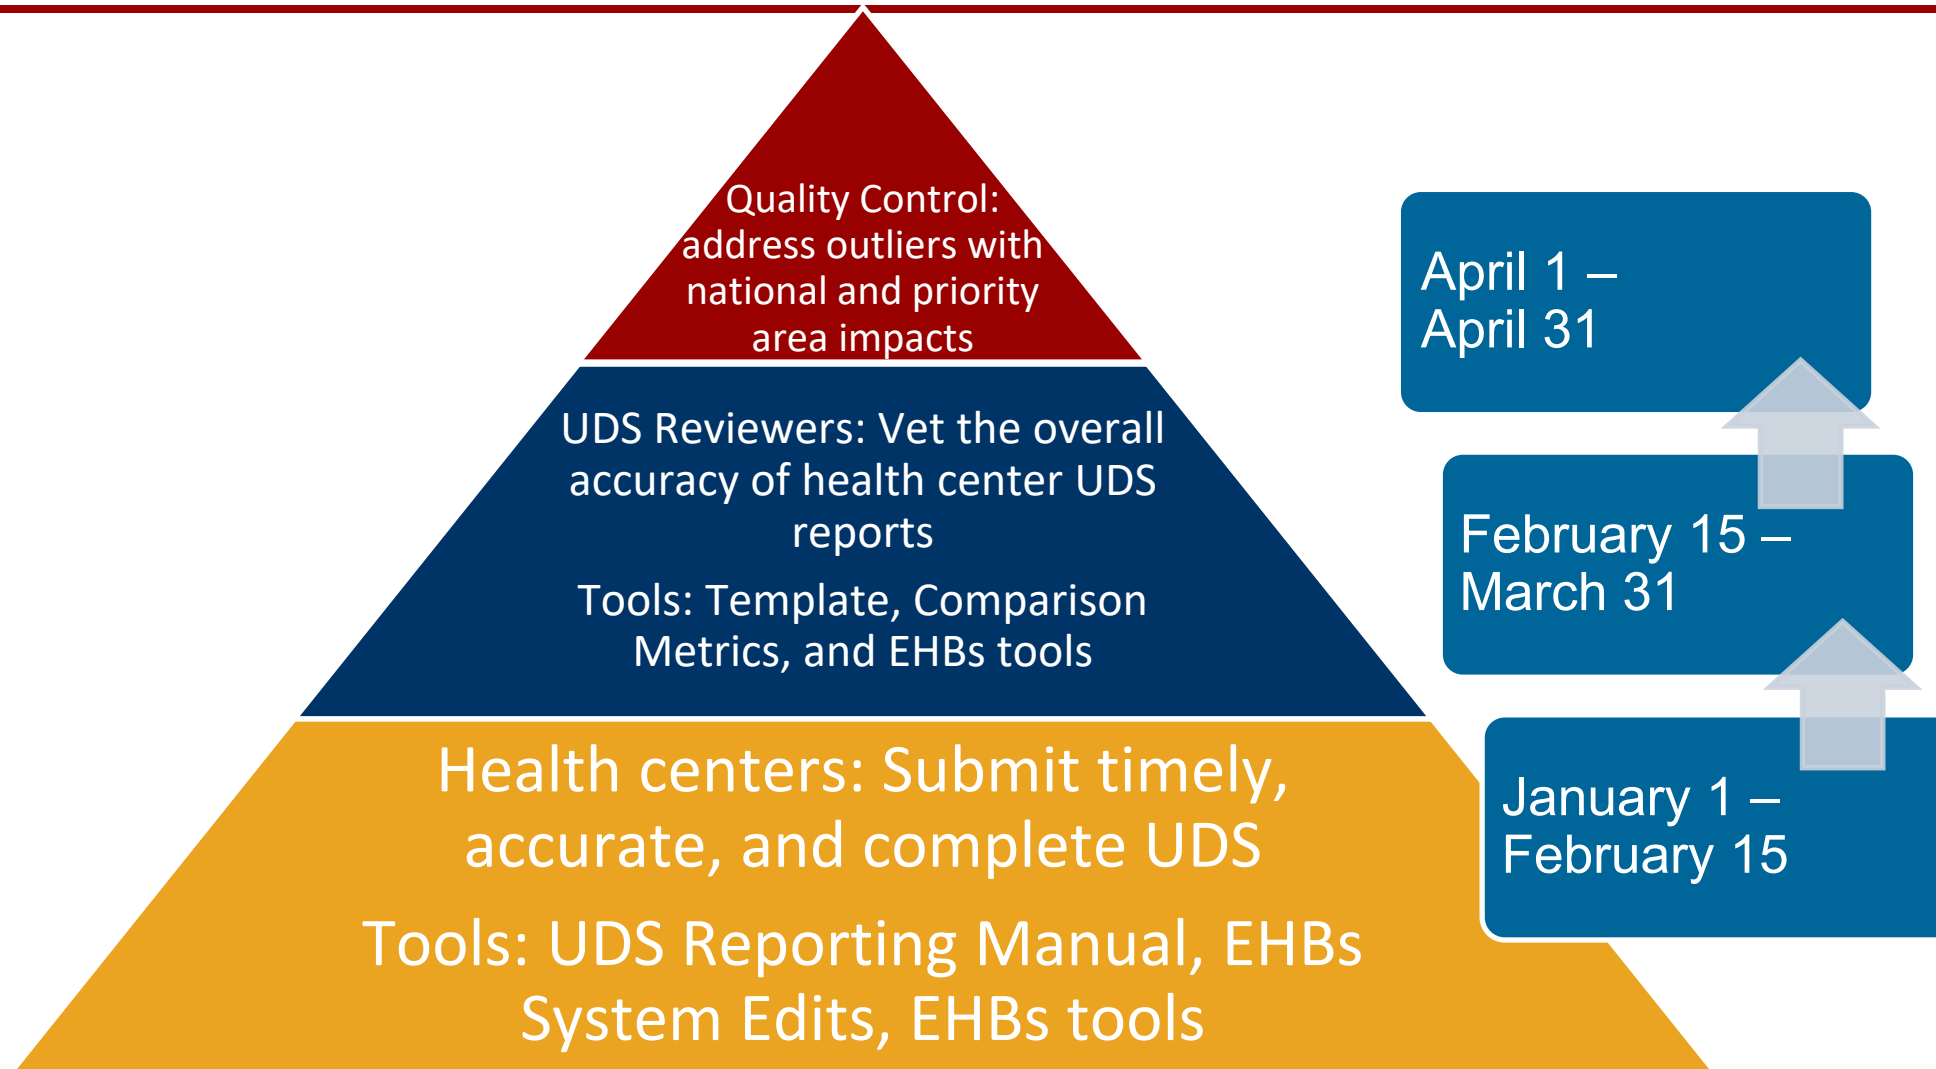 Quality Control:
address outliers with
national and priority
area impacts
UDS Reviewers: Vet the overall
accuracy of health center UDS
reports
Tools: Template, Comparison
Metrics, and EHBs tools
Health centers: Submit timely,
accurate, and complete UDS
Tools: UDS Reporting Manual, EHBs
System Edits, EHBs tools
April 1 –
April 31
February 15 –
March 31
January 1 –
February 15